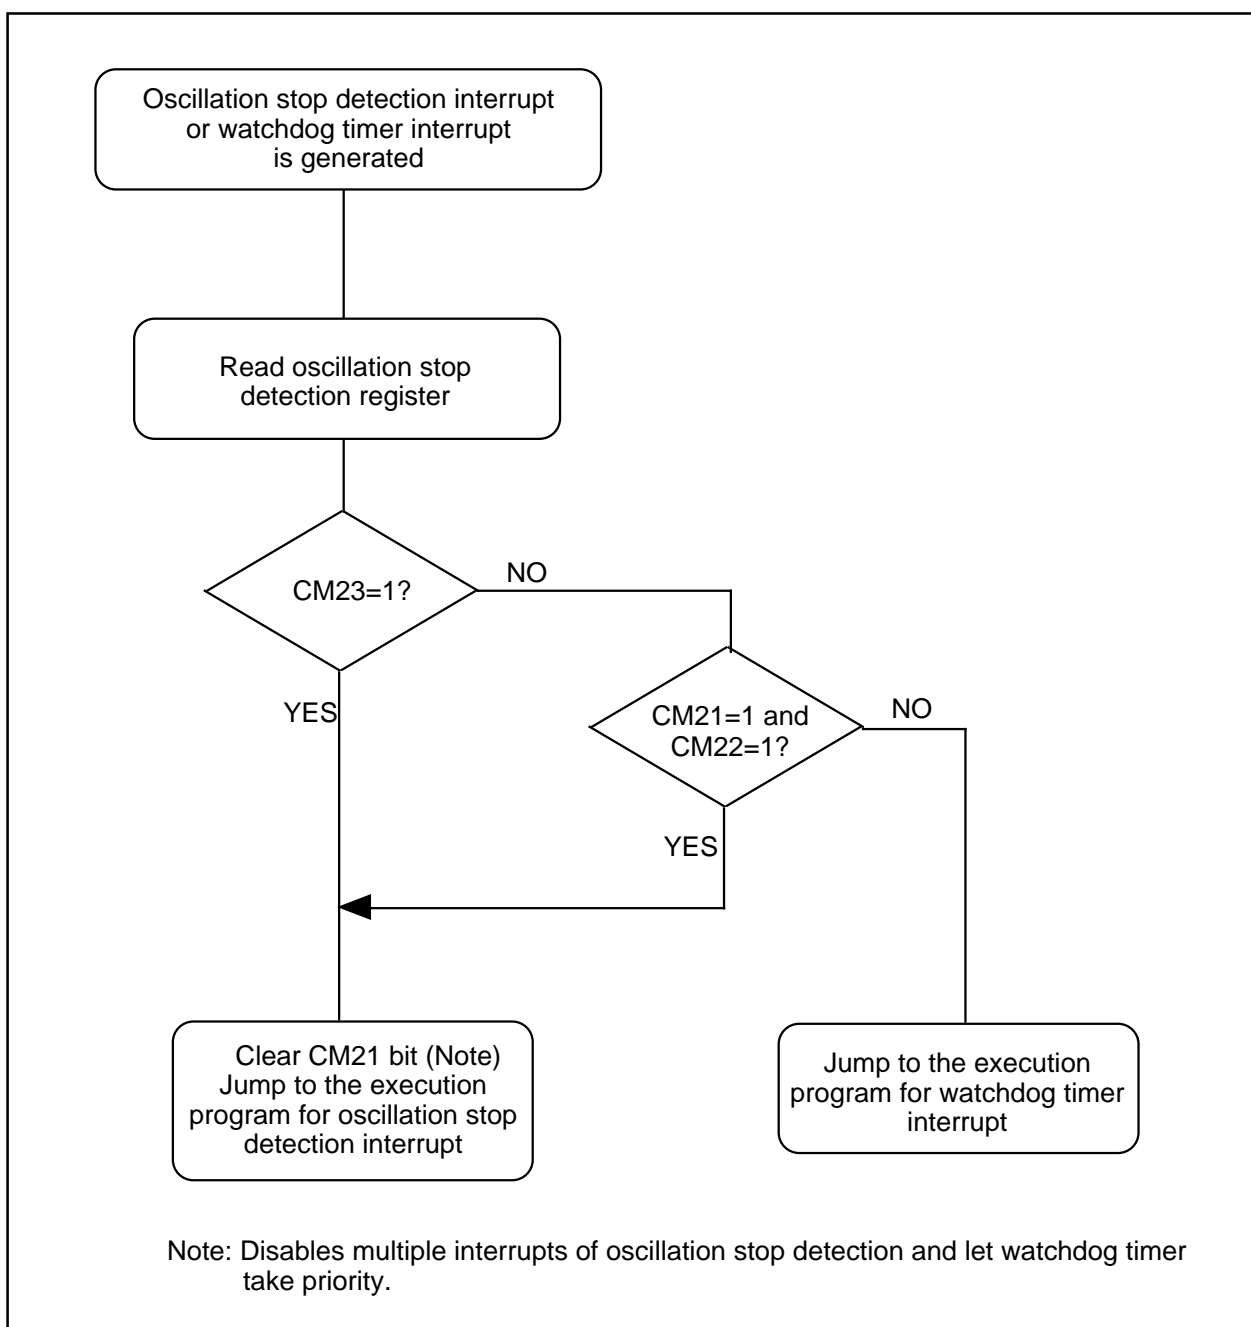 Oscillation stop detection interrupt
or watchdog timer interrupt
is generated
Read oscillation stop
detection register
CM23=1?
NO
YES
CM21=1 and
CM22=1?
NO
YES
Clear CM21 bit (Note)
Jump to the execution
program for oscillation stop
detection interrupt
Jump to the execution
program for watchdog timer
interrupt
Note: Disables multiple interrupts of oscillation stop detection and let watchdog timer
take priority.